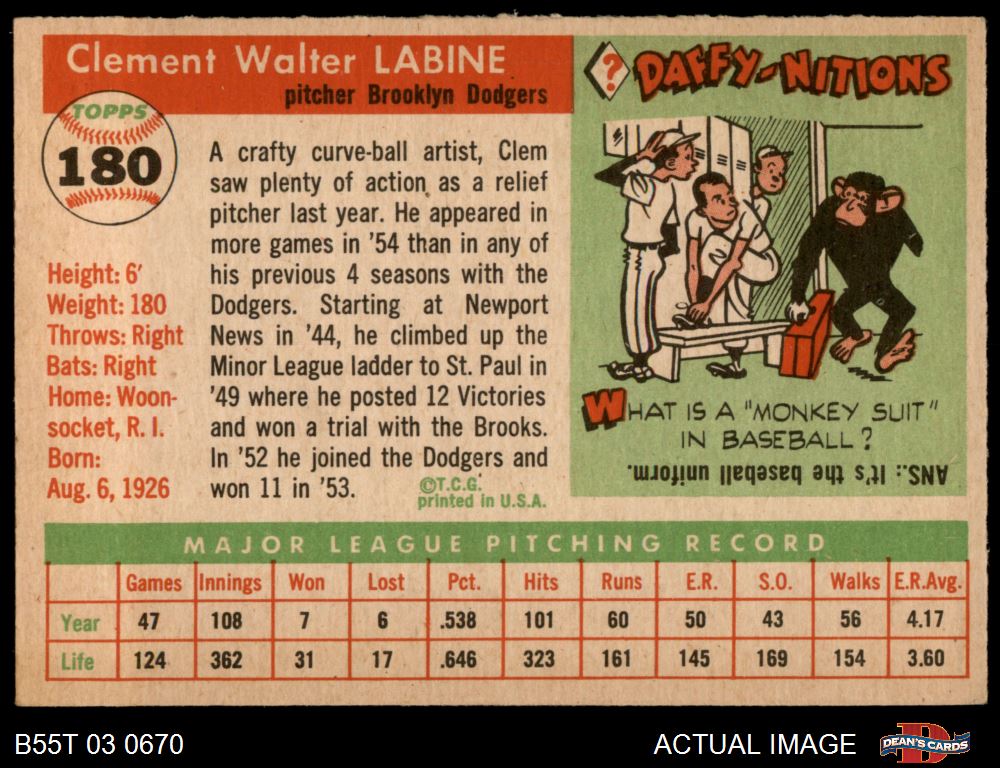 Clement Walter LABINE
pitcher Brooklyn Dodgers
TOPPS
180
Height: 6'
Weight: 180
Throws: Right
Bats: Right
Home: Woon-
socket, R. I.
Born:
Aug. 6, 1926
A crafty curve-ball artist, Clem
saw plenty of action as a relief
pitcher last year. He appeared in
more games in '54 than in any of
his previous 4 seasons with the
Dodgers. Starting at Newport
News in '44, he climbed up the
Minor League ladder to St. Paul in
'49 where he posted 12 Victories
and won a trial with the Brooks.
In '52 he joined the Dodgers and
won 11 in '53.
©T.C.G.
printed in U.S.A.
? DAFFY-NITIONS
WHAT IS A "MONKEY SUIT"
IN BASEBALL?
ANS.: It's the baseball uniform.
MAJOR LEAGUE PITCHING RECORD
Games Innings Won Lost Pct. Hits Runs E.R. S.O. Walks E.R.Avg.
Year 47 108 7 6 .538 101 60 50 43 56 4.17
Life 124 362 31 17 .646 323 161 145 169 154 3.60
B55T 03 0670
ACTUAL IMAGE
DEAN'S CARDS